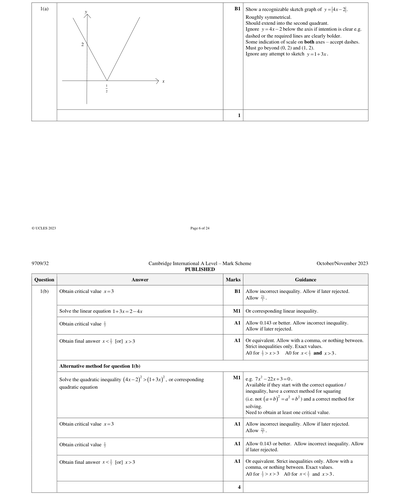 1(a)
y
2
x
1
2
B1
Show a recognizable sketch graph of y = |4x − 2|.
Roughly symmetrical.
Should extend into the second quadrant.
Ignore y = 4x − 2 below the axis if intention is clear e.g.
dashed or the required lines are clearly bolder.
Some indication of scale on both axes – accept dashes.
Must go beyond (0, 2) and (1, 2).
Ignore any attempt to sketch y = 1 + 3x.
1
© UCLES 2023
Page 6 of 24
9709/32
Cambridge International A Level – Mark Scheme
PUBLISHED
October/November 2023
Question
Answer
Marks
Guidance
1(b)
Obtain critical value x = 3
B1
Allow incorrect inequality. Allow if later rejected.
Solve the linear equation 1 + 3x = 2 − 4x
M1
Or corresponding linear inequality.
Obtain critical value 1/7
A1
Allow 0.143 or better. Allow incorrect inequality.
Allow if later rejected.
Obtain final answer x < 1/7 [or] x > 3
A1
Or equivalent. Allow with a comma, or nothing between.
Strict inequalities only. Exact values.
A0 for 1/7 > x > 3 A0 for x < 1/7 and x > 3.
Alternative method for question 1(b)
Solve the quadratic inequality (4x − 2)² > (1 + 3x)², or corresponding
quadratic equation
M1
e.g. 7x² − 22x + 3 = 0.
Available if they start with the correct equation /
inequality, have a correct method for squaring
(i.e. not (a + b)² = a² + b²) and a correct method for
solving.
Need to obtain at least one critical value.
Obtain critical value x = 3
A1
Allow incorrect inequality. Allow if later rejected.
Obtain critical value 1/7
A1
Allow 0.143 or better. Allow incorrect inequality. Allow
if later rejected.
Obtain final answer x < 1/7 [or] x > 3
A1
Or equivalent. Strict inequalities only. Allow with a
comma, or nothing between. Exact values.
A0 for 1/7 > x > 3 A0 for x < 1/7 and x > 3.
4